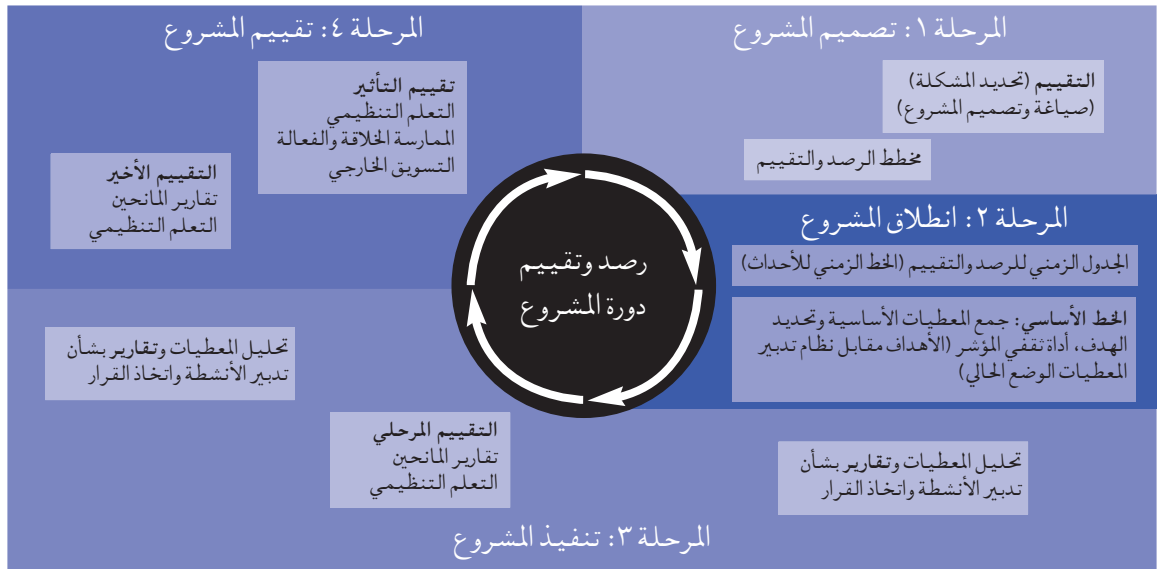 المرحلة ١: تصميم المشروع
التقييم (تحديد المشكلة)
(صياغة وتصميم المشروع)
مخطط الرصد والتقييم
المرحلة ٢: انطلاق المشروع
الجدول الزمني للرصد والتقييم (الخط الزمني للأحداث)
الخط الأساسي: جمع المعطيات الأساسية وتحديد
الهدف، أداة ثقفي المؤشر (الأهداف مقابل نظام تدبير
المعطيات الوضع الحالي)
تحليل المعطيات وتقارير بشأن
تدبير الأنشطة واتخاذ القرار
المرحلة ٣: تنفيذ المشروع
التقييم المرحلي
تقارير المانحين
التعلم التنظيمي
تحليل المعطيات وتقارير بشأن
تدبير الأنشطة واتخاذ القرار
المرحلة ٤: تقييم المشروع
التقييم الأخير
تقارير المانحين
التعلم التنظيمي
تقييم التأثير
التعلم التنظيمي
الممارسة الخلاقة والفعالة
التسويق الخارجي
رصد وتقييم
دورة المشروع